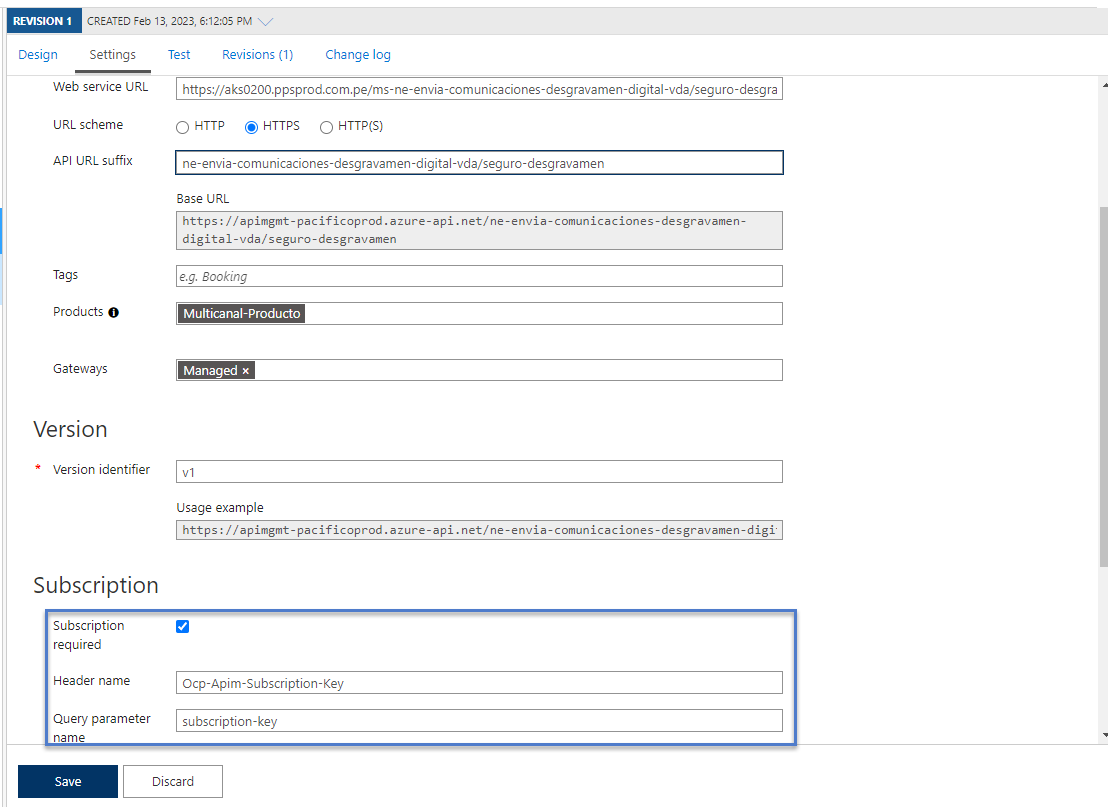 REVISION 1 CREATED Feb 13, 2023, 6:12:05 PM
Design Settings Test Revisions (1) Change log
Web service URL https://aks0200.ppsprod.com.pe/ms-ne-envia-comunicaciones-desgravamen-digital-vda/seguro-desgra
URL scheme HTTP HTTPS HTTP(S)
API URL suffix ne-envia-comunicaciones-desgravamen-digital-vda/seguro-desgravamen
Base URL
https://apimgmt-pacificoprod.azure-api.net/ne-envia-comunicaciones-desgravamen-
digital-vda/seguro-desgravamen
Tags e.g. Booking
Products Multicanal-Producto
Gateways Managed ×
Version
* Version identifier v1
Usage example
https://apimgmt-pacificoprod.azure-api.net/ne-envia-comunicaciones-desgravamen-digi
Subscription
Subscription
required
Header name Ocp-Apim-Subscription-Key
Query parameter
name
subscription-key
Save Discard